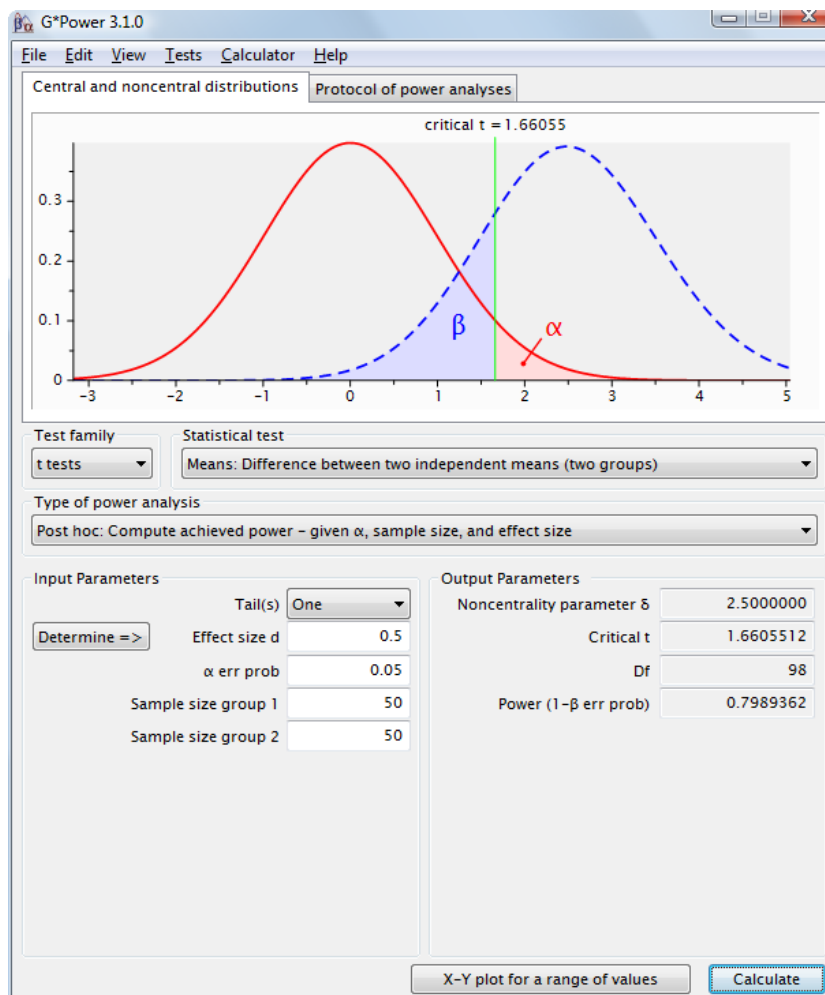 G*Power 3.1.0
File Edit View Tests Calculator Help
Central and noncentral distributions Protocol of power analyses
critical t = 1.66055
0.3
0.2
0.1
0
β
α
-3 -2 -1 0 1 2 3 4 5
Test family Statistical test
t tests Means: Difference between two independent means (two groups)
Type of power analysis
Post hoc: Compute achieved power – given α, sample size, and effect size
Input Parameters Output Parameters
Tail(s) One Noncentrality parameter δ 2.5000000
Determine => Effect size d 0.5 Critical t 1.6605512
α err prob 0.05 Df 98
Sample size group 1 50 Power (1-β err prob) 0.7989362
Sample size group 2 50
X-Y plot for a range of values Calculate